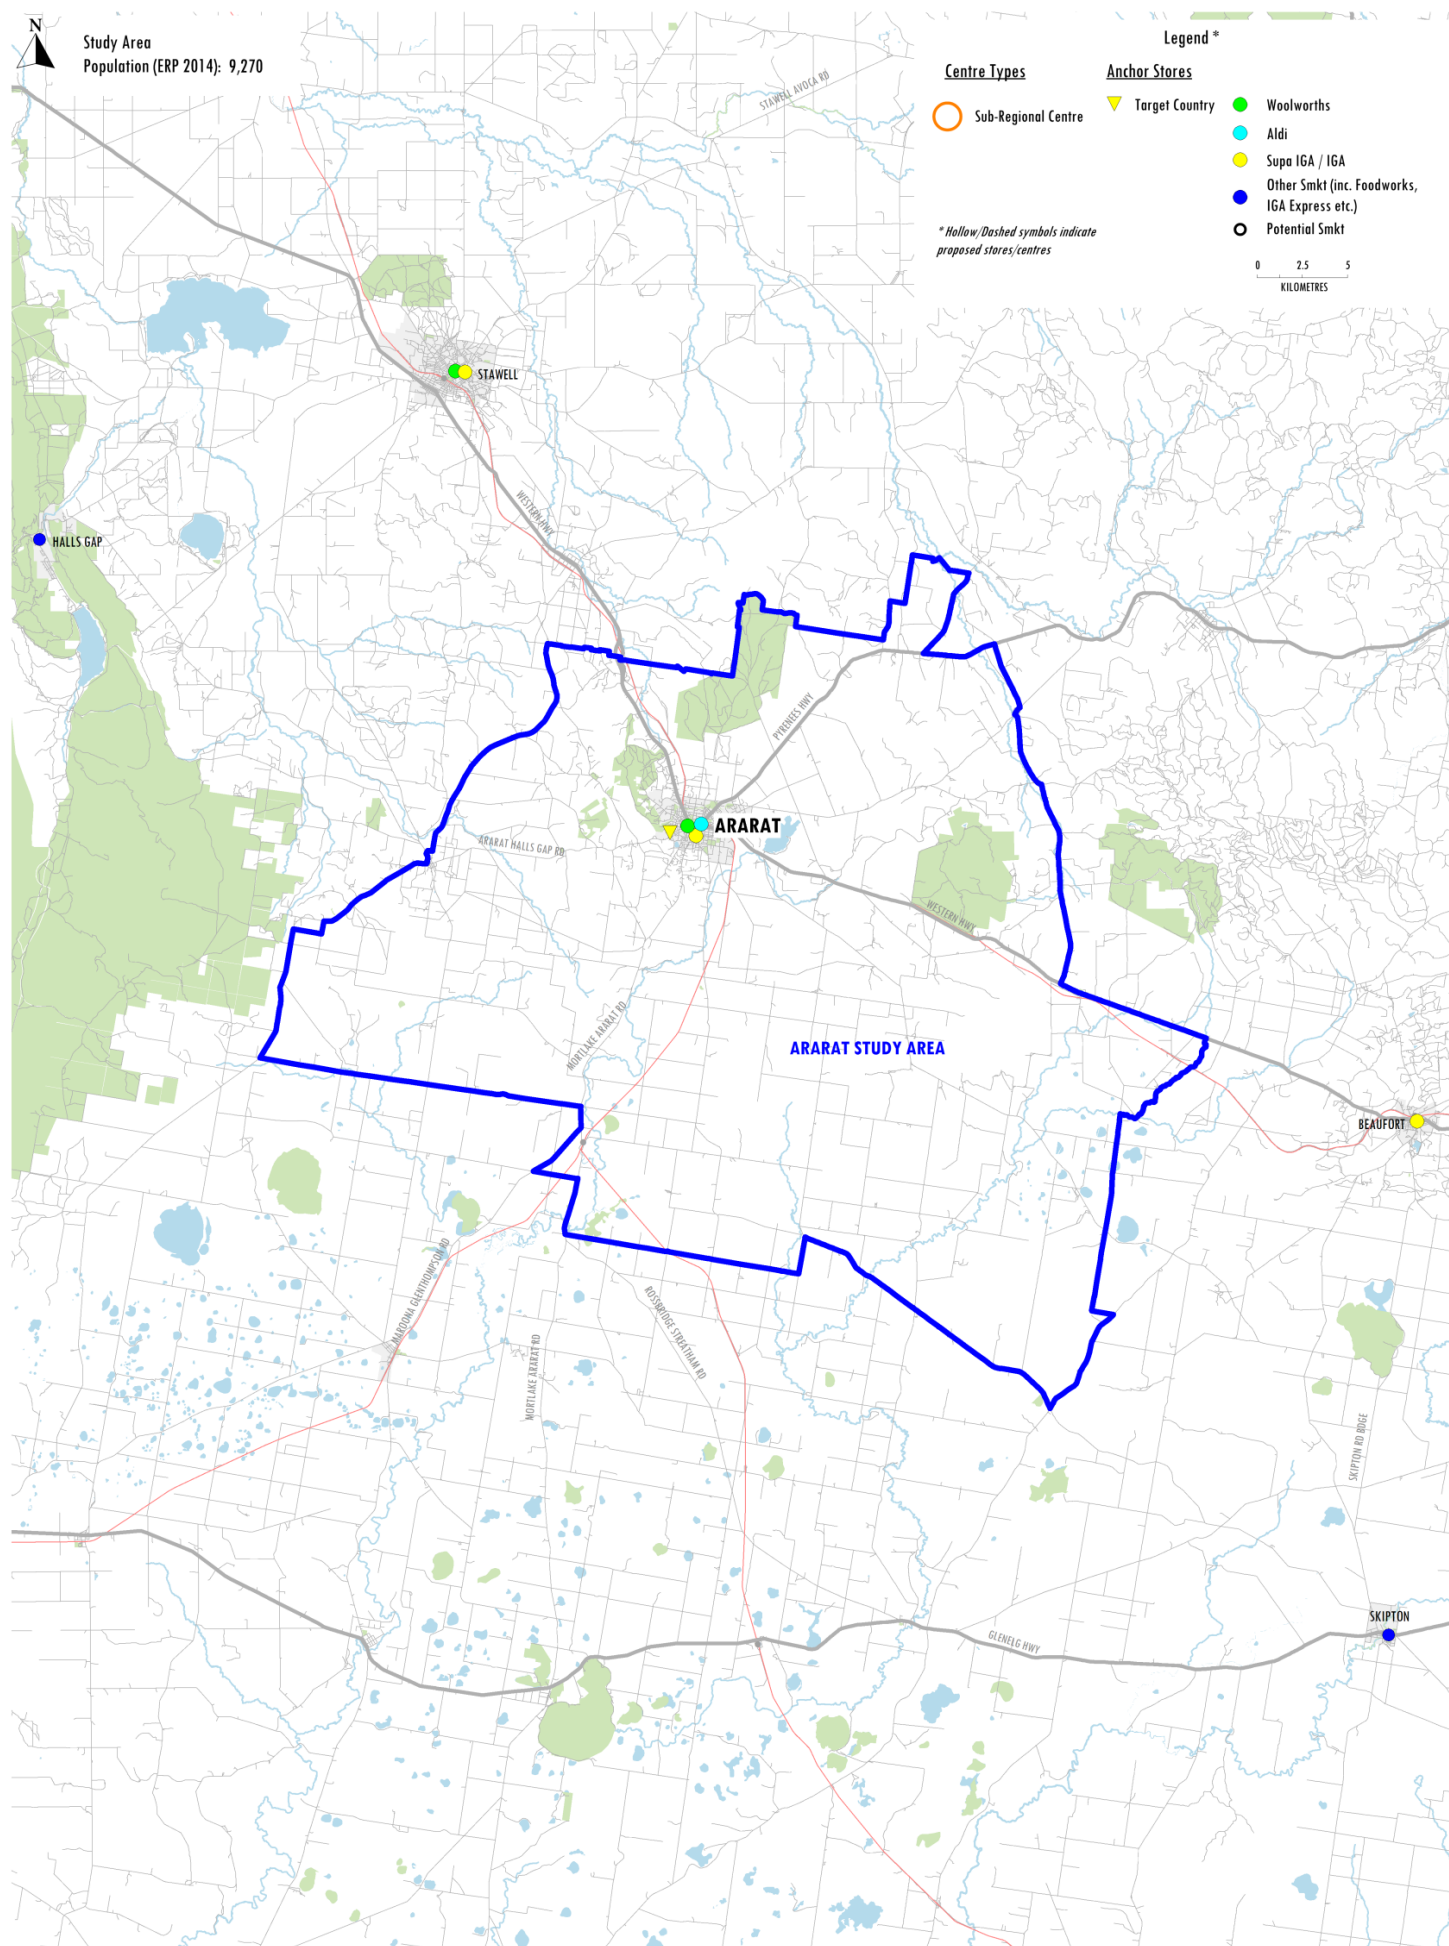 N
Study Area
Population (ERP 2014): 9,270
Legend *
Centre Types
Anchor Stores
Sub-Regional Centre
Target Country
Woolworths
Aldi
Supa IGA / IGA
Other Smkt (inc. Foodworks,
IGA Express etc.)
Potential Smkt
* Hollow/Dashed symbols indicate
proposed stores/centres
0 2.5 5
KILOMETRES
STAWELL AVOCA RD
STAWELL
WESTERN HWY
HALLS GAP
PYRENEES HWY
ARARAT
ARARAT HALLS GAP RD
WESTERN HWY
MORTLAKE ARARAT RD
ARARAT STUDY AREA
BEAUFORT
MAROONA GLENTHOMPSON RD
ROSSBRIDGE STREATHAM RD
MORTLAKE ARARAT RD
SKIPTON RD BDGE
SKIPTON
GLENELG HWY